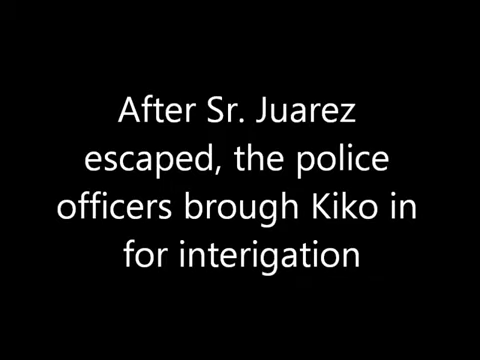 After Sr. Juarez
escaped, the police
officers brough Kiko in
for interigation